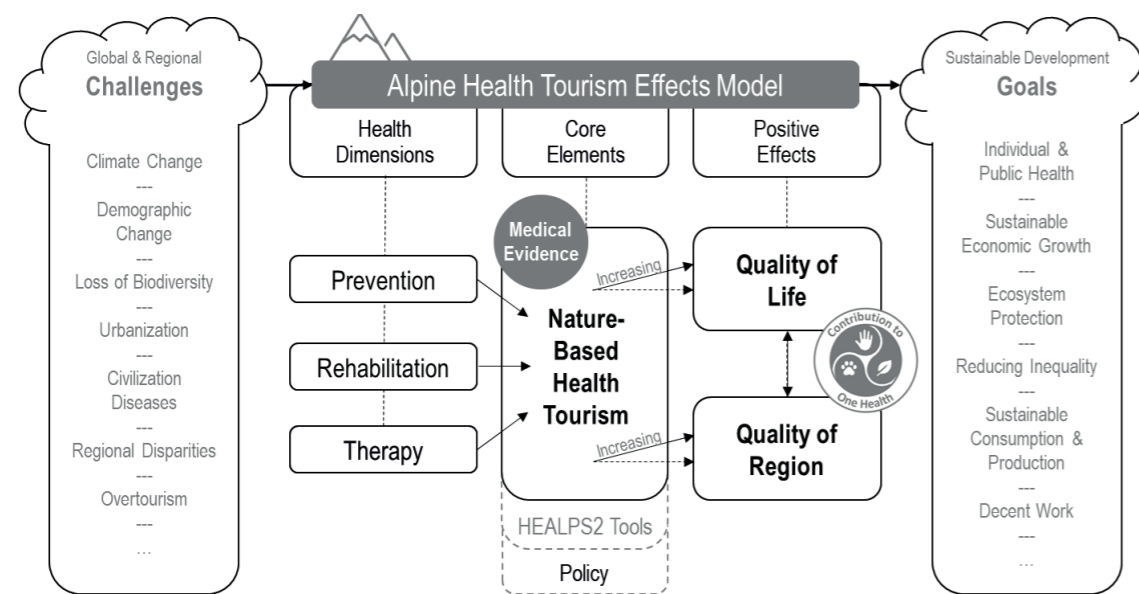 Global & Regional
Challenges
Climate Change
---
Demographic
Change
---
Loss of Biodiversity
---
Urbanization
---
Civilization
Diseases
---
Regional Disparities
---
Overtourism
---
...
Alpine Health Tourism Effects Model
Health
Dimensions
Core
Elements
Positive
Effects
Prevention
Rehabilitation
Therapy
Medical
Evidence
Nature-
Based
Health
Tourism
HEALPS2 Tools
Policy
Increasing
Increasing
Quality of
Life
Contribution to
One Health
Quality of
Region
Sustainable Development
Goals
Individual &
Public Health
---
Sustainable
Economic Growth
---
Ecosystem
Protection
---
Reducing Inequality
---
Sustainable
Consumption &
Production
---
Decent Work
---
...